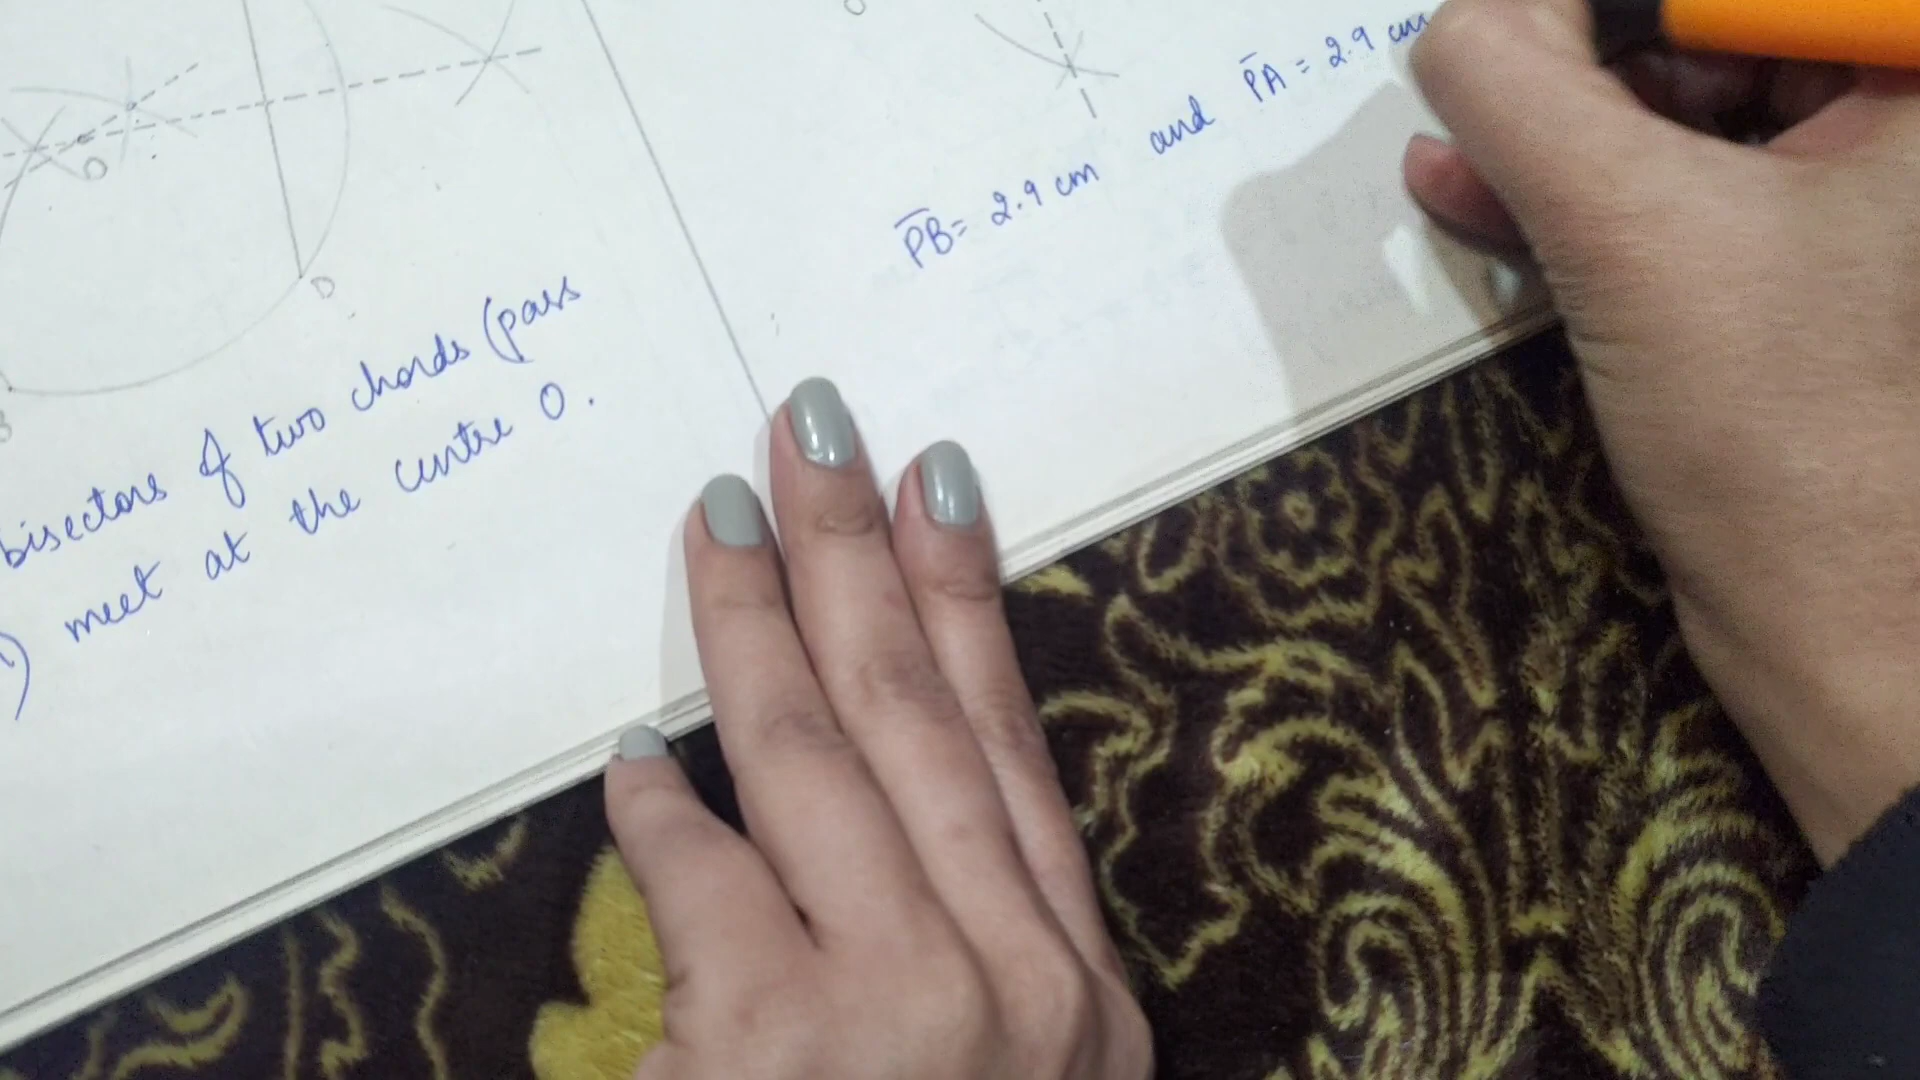 O
D
B
bisectors of two chords (pass
) meet at the centre O.
O
PB = 2.9 cm and PA = 2.9 cm